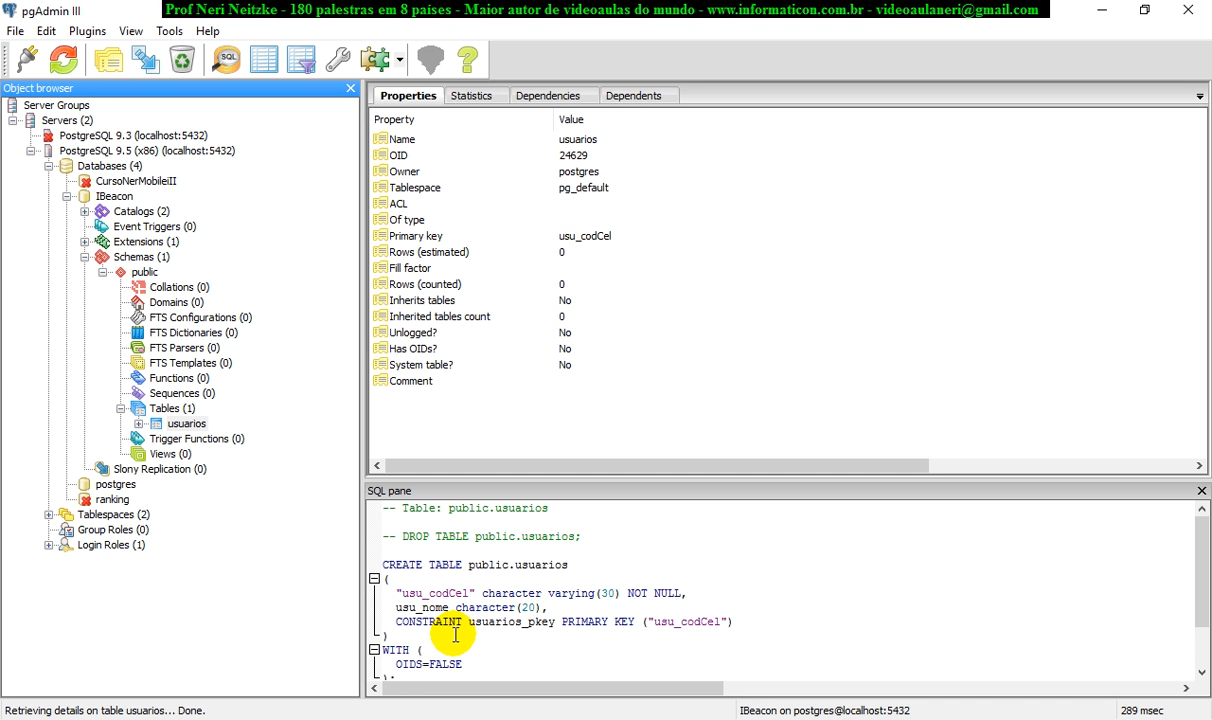 pgAdmin III
Prof Neri Neitzke - 180 palestras em 8 países - Maior autor de videoaulas do mundo - www.informaticon.com.br - videoaulaneri@gmail.com
File Edit Plugins View Tools Help
SQL
Object browser
Server Groups
Servers (2)
PostgreSQL 9.3 (localhost:5432)
PostgreSQL 9.5 (x86) (localhost:5432)
Databases (4)
CursoNerMobileiII
IBeacon
Catalogs (2)
Event Triggers (0)
Extensions (1)
Schemas (1)
public
Collations (0)
Domains (0)
FTS Configurations (0)
FTS Dictionaries (0)
FTS Parsers (0)
FTS Templates (0)
Functions (0)
Sequences (0)
Tables (1)
usuarios
Trigger Functions (0)
Views (0)
Slony Replication (0)
postgres
ranking
Tablespaces (2)
Group Roles (0)
Login Roles (1)
Properties Statistics Dependencies Dependents
Property Value
Name usuarios
OID 24629
Owner postgres
Tablespace pg_default
ACL
Of type
Primary key usu_codCel
Rows (estimated) 0
Fill factor
Rows (counted) 0
Inherits tables No
Inherited tables count 0
Unlogged? No
Has OIDs? No
System table? No
Comment
SQL pane
-- Table: public.usuarios
-- DROP TABLE public.usuarios;
CREATE TABLE public.usuarios
(
"usu_codCel" character varying(30) NOT NULL,
usu_nome character(20),
CONSTRAINT usuarios_pkey PRIMARY KEY ("usu_codCel")
)
WITH (
OIDS=FALSE
);
Retrieving details on table usuarios... Done. IBeacon on postgres@localhost:5432 289 msec